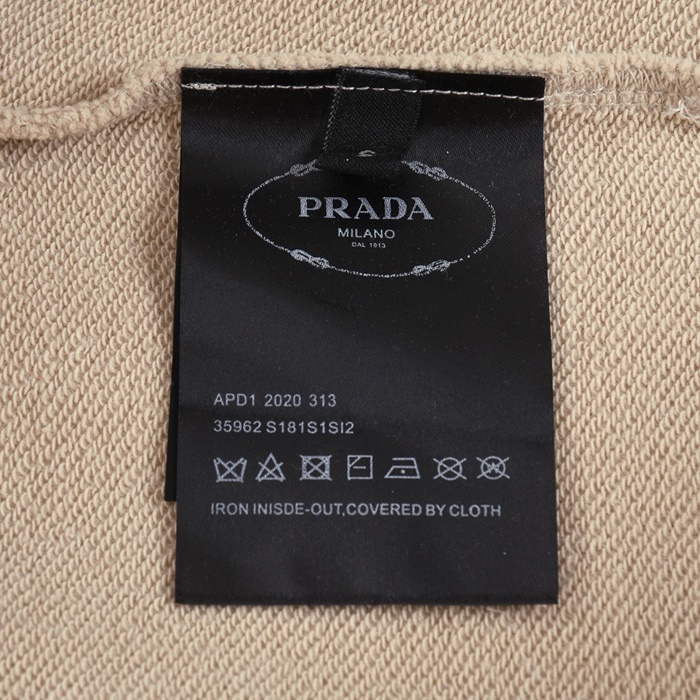 PRADA
MILANO
DAL 1913
APD1 2020 313
35962 S181S1SI2
IRON INISDE-OUT,COVERED BY CLOTH